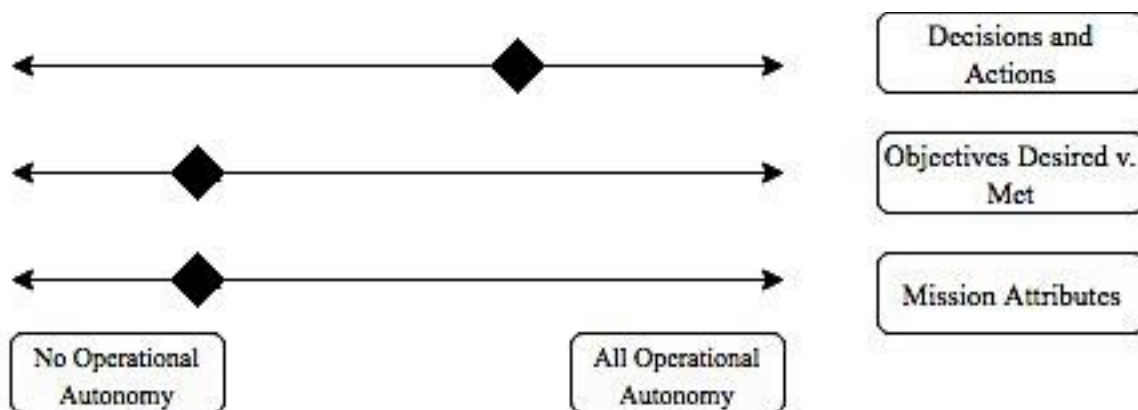 Decisions and
Actions
Objectives Desired v.
Met
Mission Attributes
No Operational
Autonomy
All Operational
Autonomy